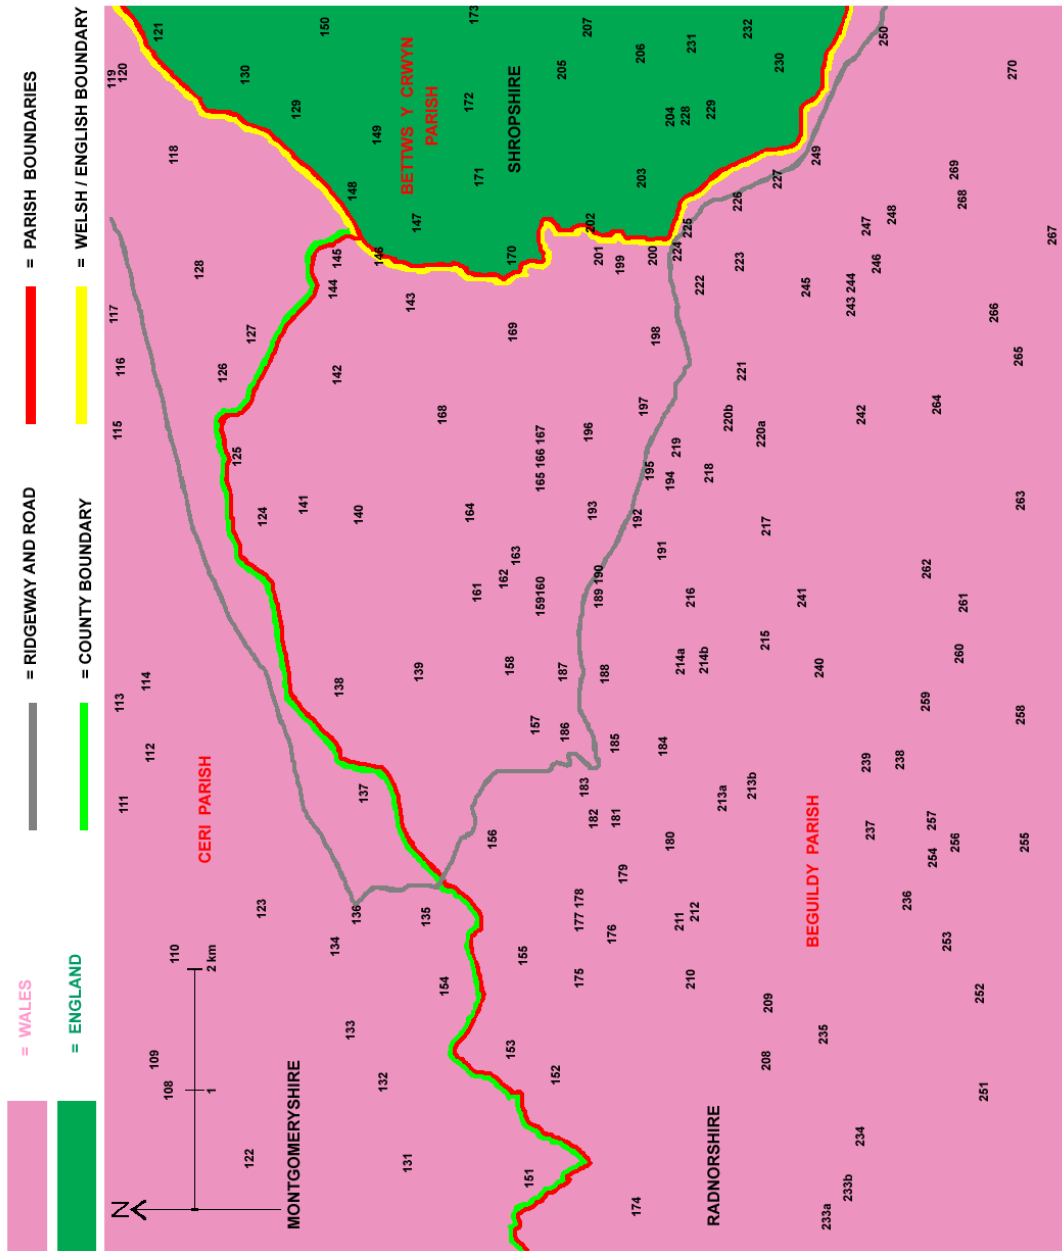 = WALES = RIDGEWAY AND ROAD = PARISH BOUNDARIES
= ENGLAND = COUNTY BOUNDARY = WELSH / ENGLISH BOUNDARY
N
108 109 110 111 112 113 114 115 116 117 118 119 120 121
1 2 km
CERI PARISH
122 123 124 125 126 127 128 129 130
MONTGOMERYSHIRE
131 132 133 134 135 136 137 138 139 140 141 142 143 144 145 146 147 148 149 150
BETTWS Y CRWYN
PARISH
151 152 153 154 155 156 157 158 159 160 161 162 163 164 165 166 167 168 169 170 171 172 173
SHROPSHIRE
174 175 176 177 178 179 180 181 182 183 184 185 186 187 188 189 190 191 192 193 194 195 196 197 198 199 200 201 202 203 204 205 206 207
RADNORSHIRE
208 209 210 211 212 213a 213b 214a 214b 215 216 217 218 219 220a 220b 221 222 223 224 225 226 227 228 229 230 231 232
BEGUILDY PARISH
233a 233b 234 235 236 237 238 239 240 241 242 243 244 245 246 247 248 249 250
251 252 253 254 255 256 257 258 259 260 261 262 263 264 265 266 267 268 269 270